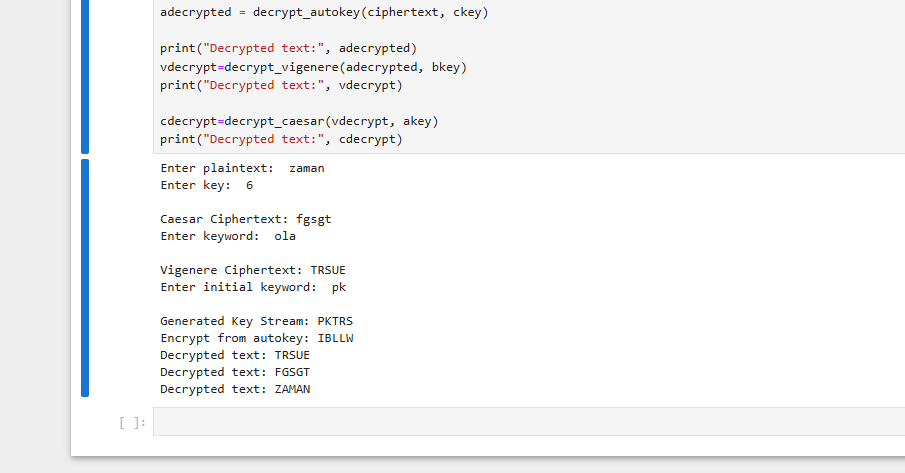 adecrypted = decrypt_autokey(ciphertext, ckey)
print("Decrypted text:", adecrypted)
vdecrypt=decrypt_vigenere(adecrypted, bkey)
print("Decrypted text:", vdecrypt)
cdecrypt=decrypt_caesar(vdecrypt, akey)
print("Decrypted text:", cdecrypt)
Enter plaintext:  zaman
Enter key:  6
Caesar Ciphertext: fgsgt
Enter keyword:  ola
Vigenere Ciphertext: TRSUE
Enter initial keyword:  pk
Generated Key Stream: PKTRS
Encrypt from autokey: IBLLW
Decrypted text: TRSUE
Decrypted text: FGSGT
Decrypted text: ZAMAN
[ ]: